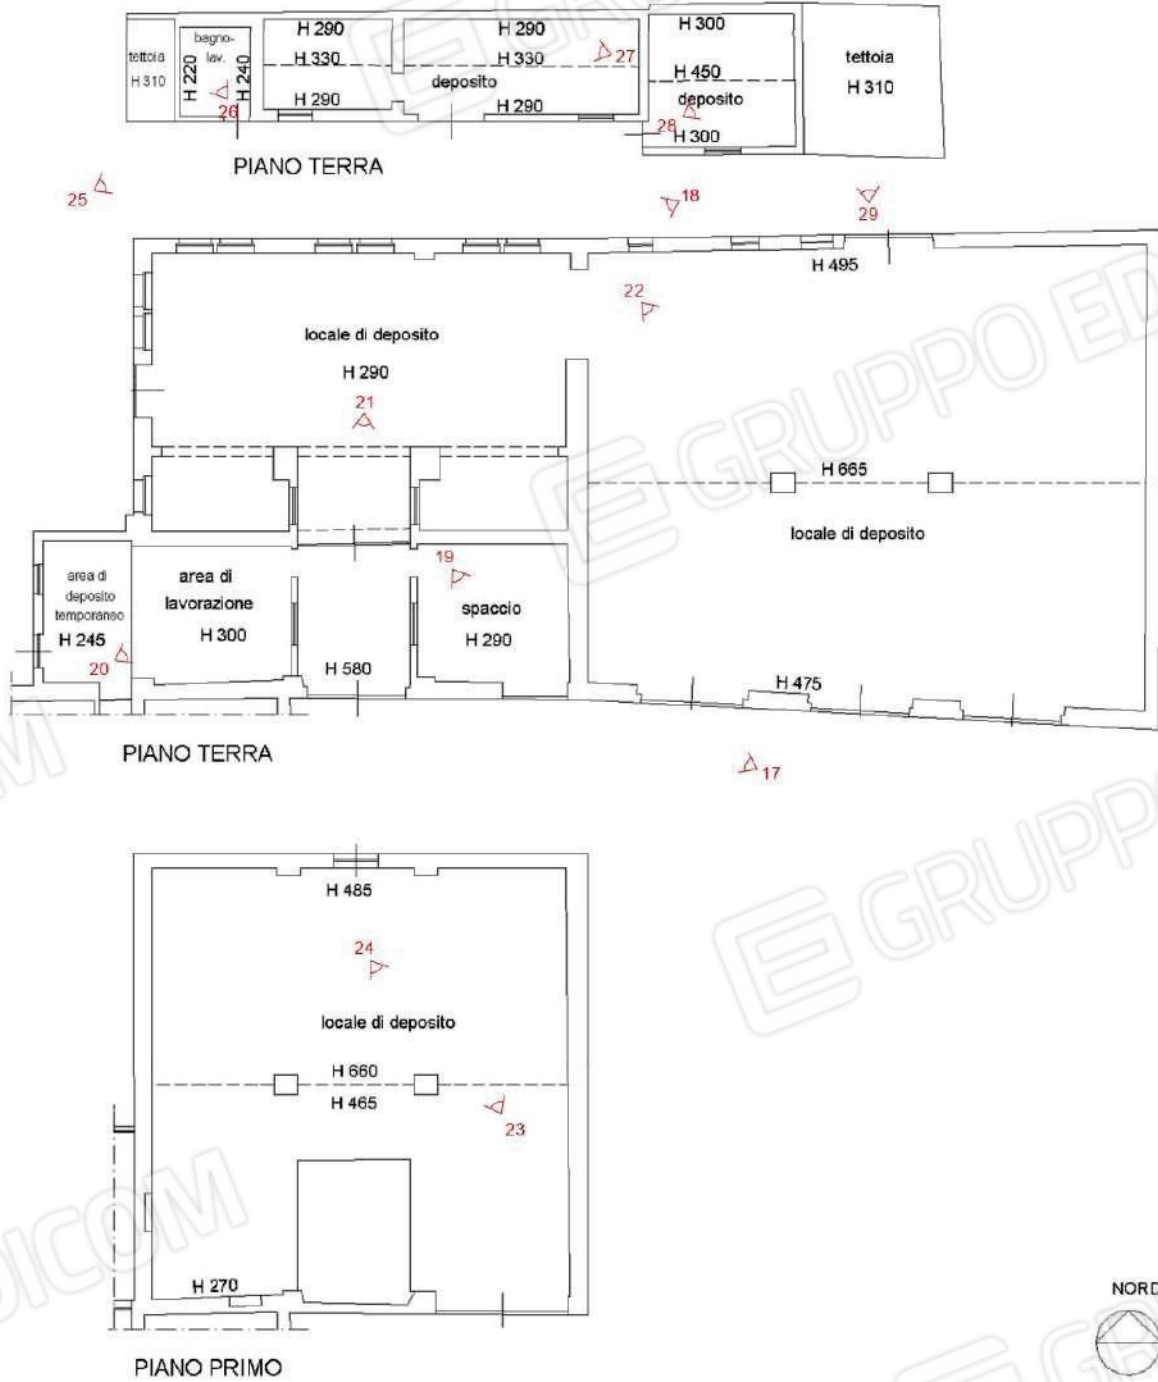 H 290
H 290
H 300
bagno-
lav.
tettoia
H 310
H 220
H 240
H 330
H 330
27
deposito
H 450
deposito
tettoia
H 310
H 290
H 290
26
28
H 300
PIANO TERRA
25
18
29
H 495
22
locale di deposito
H 290
21
H 665
locale di deposito
19
area di
deposito
temporaneo
H 245
20
area di
lavorazione
H 300
H 580
spaccio
H 290
H 475
PIANO TERRA
17
H 485
24
locale di deposito
H 660
H 465
23
H 270
PIANO PRIMO
NORD
GRUPPO ED
GRUPPO
DICOM